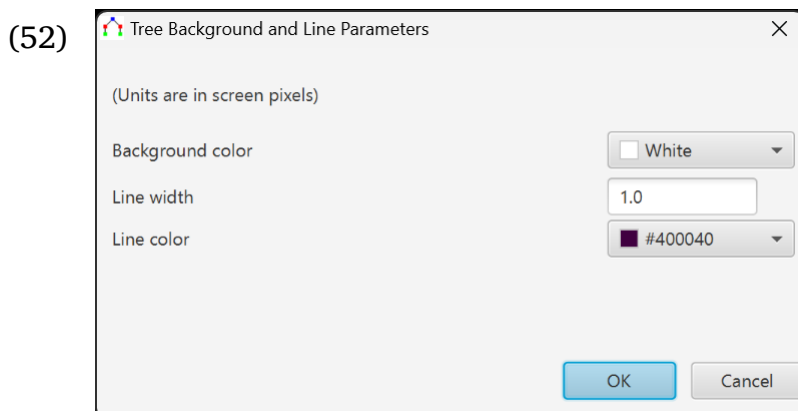 (52)
Tree Background and Line Parameters
(Units are in screen pixels)
Background color White
Line width 1.0
Line color #400040
OK Cancel